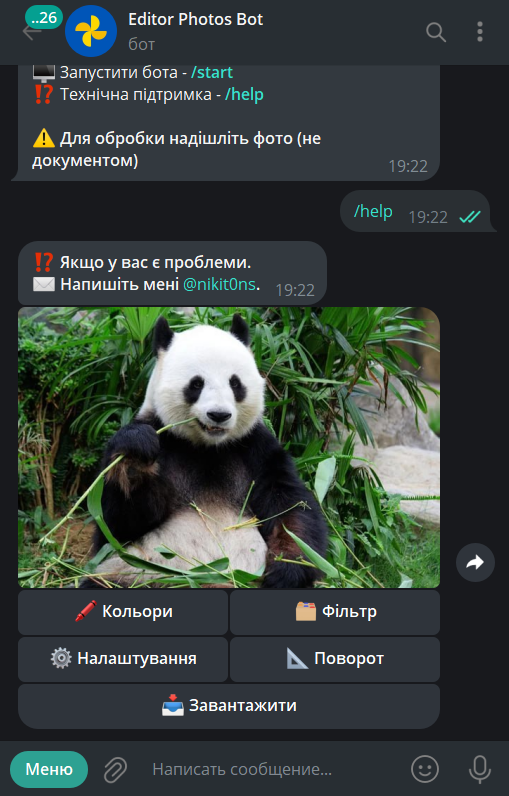 ..26
Editor Photos Bot
бот
Запустити бота - /start
⁉️ Технічна підтримка - /help
⚠️ Для обробки надішліть фото (не
документом)
19:22
/help 19:22
⁉️ Якщо у вас є проблеми.
✉️ Напишіть мені @nikit0ns. 19:22
Кольори
Фільтр
Налаштування
Поворот
Завантажити
Меню
Написать сообщение...